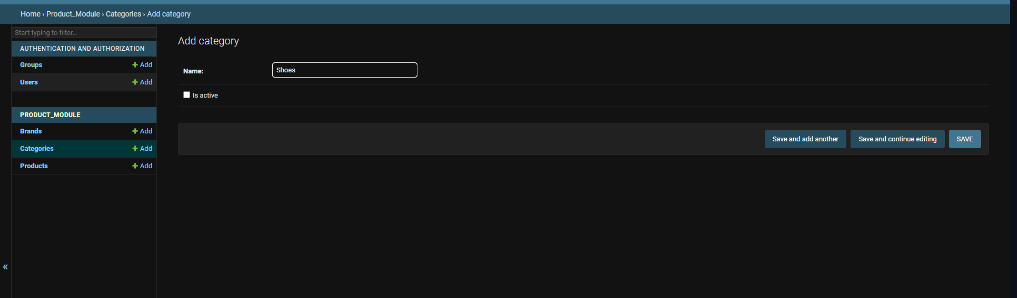 Home › Product_Module › Categories › Add category
Start typing to filter...
AUTHENTICATION AND AUTHORIZATION
Groups + Add
Users + Add
PRODUCT_MODULE
Brands + Add
Categories + Add
Products + Add
«
Add category
Name: Shoes
Is active
Save and add another Save and continue editing SAVE